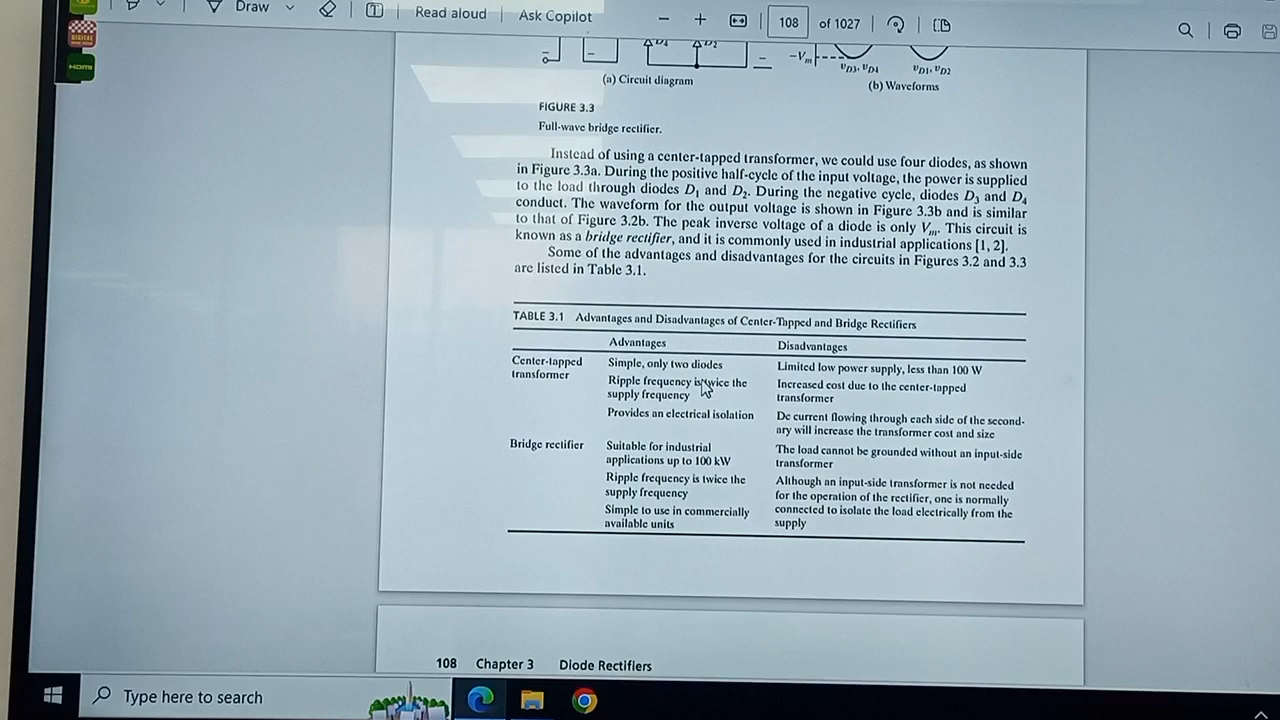 Draw
Read aloud
Ask Copilot
108 of 1027
DIGITAL
HDMI
D4
D2
−Vm
vD3, vD4
vD1, vD2
(a) Circuit diagram
(b) Waveforms
FIGURE 3.3
Full-wave bridge rectifier.
Instead of using a center-tapped transformer, we could use four diodes, as shown
in Figure 3.3a. During the positive half-cycle of the input voltage, the power is supplied
to the load through diodes D1 and D2. During the negative cycle, diodes D3 and D4
conduct. The waveform for the output voltage is shown in Figure 3.3b and is similar
to that of Figure 3.2b. The peak inverse voltage of a diode is only Vm. This circuit is
known as a bridge rectifier, and it is commonly used in industrial applications [1, 2].
Some of the advantages and disadvantages for the circuits in Figures 3.2 and 3.3
are listed in Table 3.1.
TABLE 3.1 Advantages and Disadvantages of Center-Tapped and Bridge Rectifiers
Advantages
Disadvantages
Center-tapped
transformer
Simple, only two diodes
Ripple frequency is twice the
supply frequency
Provides an electrical isolation
Limited low power supply, less than 100 W
Increased cost due to the center-tapped
transformer
Dc current flowing through each side of the second-
ary will increase the transformer cost and size
Bridge rectifier
Suitable for industrial
applications up to 100 kW
Ripple frequency is twice the
supply frequency
Simple to use in commercially
available units
The load cannot be grounded without an input-side
transformer
Although an input-side transformer is not needed
for the operation of the rectifier, one is normally
connected to isolate the load electrically from the
supply
108 Chapter 3 Diode Rectifiers
Type here to search